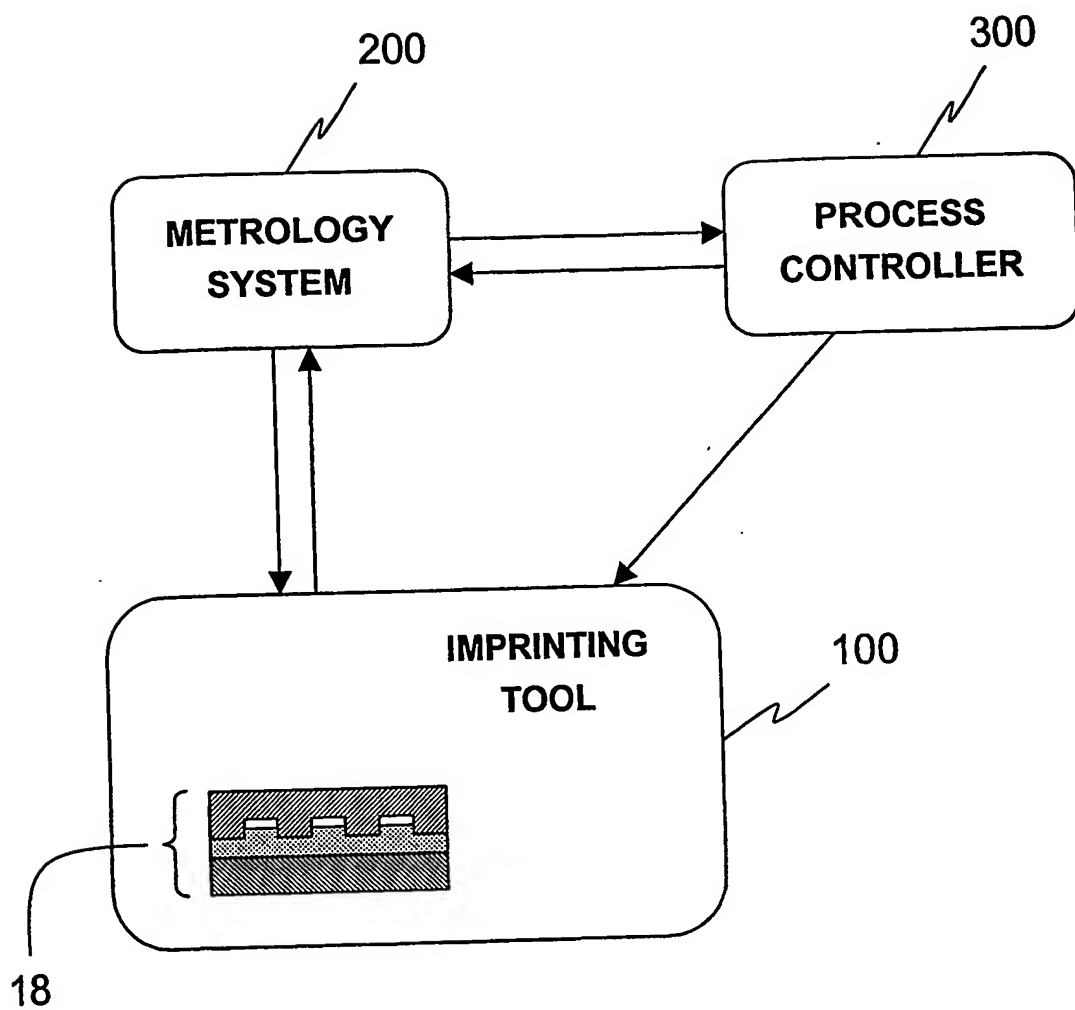 200
300
METROLOGY
SYSTEM
PROCESS
CONTROLLER
IMPRINTING
TOOL
100
18